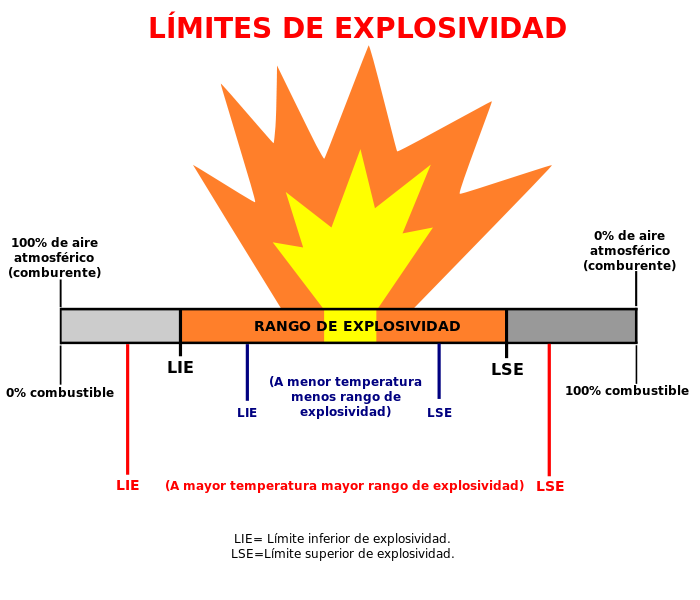 LÍMITES DE EXPLOSIVIDAD
100% de aire
atmosférico
(comburente)
0% de aire
atmosférico
(comburente)
RANGO DE EXPLOSIVIDAD
LIE
LSE
0% combustible
100% combustible
(A menor temperatura
menos rango de
explosividad)
LIE
LSE
LIE
(A mayor temperatura mayor rango de explosividad)
LSE
LIE= Límite inferior de explosividad.
LSE=Límite superior de explosividad.